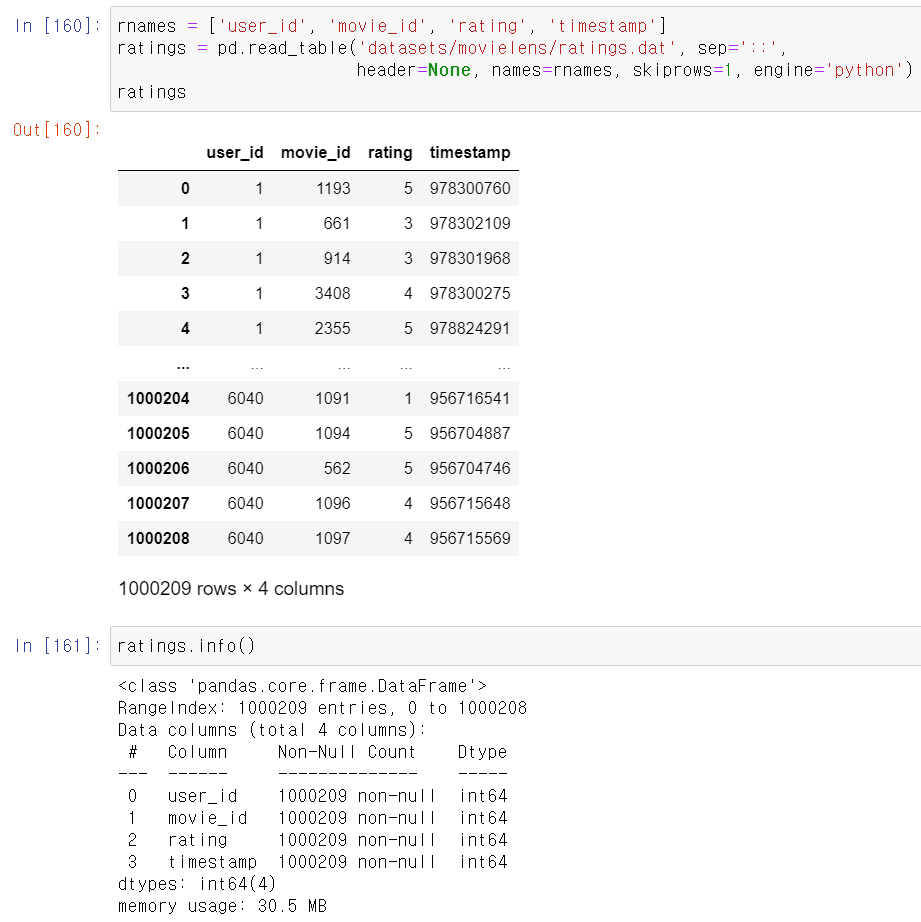 In [160]: rnames = ['user_id', 'movie_id', 'rating', 'timestamp']
ratings = pd.read_table('datasets/movielens/ratings.dat', sep='::',
header=None, names=rnames, skiprows=1, engine='python')
ratings
Out[160]:
user_id movie_id rating timestamp
0 1 1193 5 978300760
1 1 661 3 978302109
2 1 914 3 978301968
3 1 3408 4 978300275
4 1 2355 5 978824291
... ... ... ... ...
1000204 6040 1091 1 956716541
1000205 6040 1094 5 956704887
1000206 6040 562 5 956704746
1000207 6040 1096 4 956715648
1000208 6040 1097 4 956715569
1000209 rows × 4 columns
In [161]: ratings.info()
<class 'pandas.core.frame.DataFrame'>
RangeIndex: 1000209 entries, 0 to 1000208
Data columns (total 4 columns):
# Column Non-Null Count Dtype
--- ------ -------------- -----
0 user_id 1000209 non-null int64
1 movie_id 1000209 non-null int64
2 rating 1000209 non-null int64
3 timestamp 1000209 non-null int64
dtypes: int64(4)
memory usage: 30.5 MB